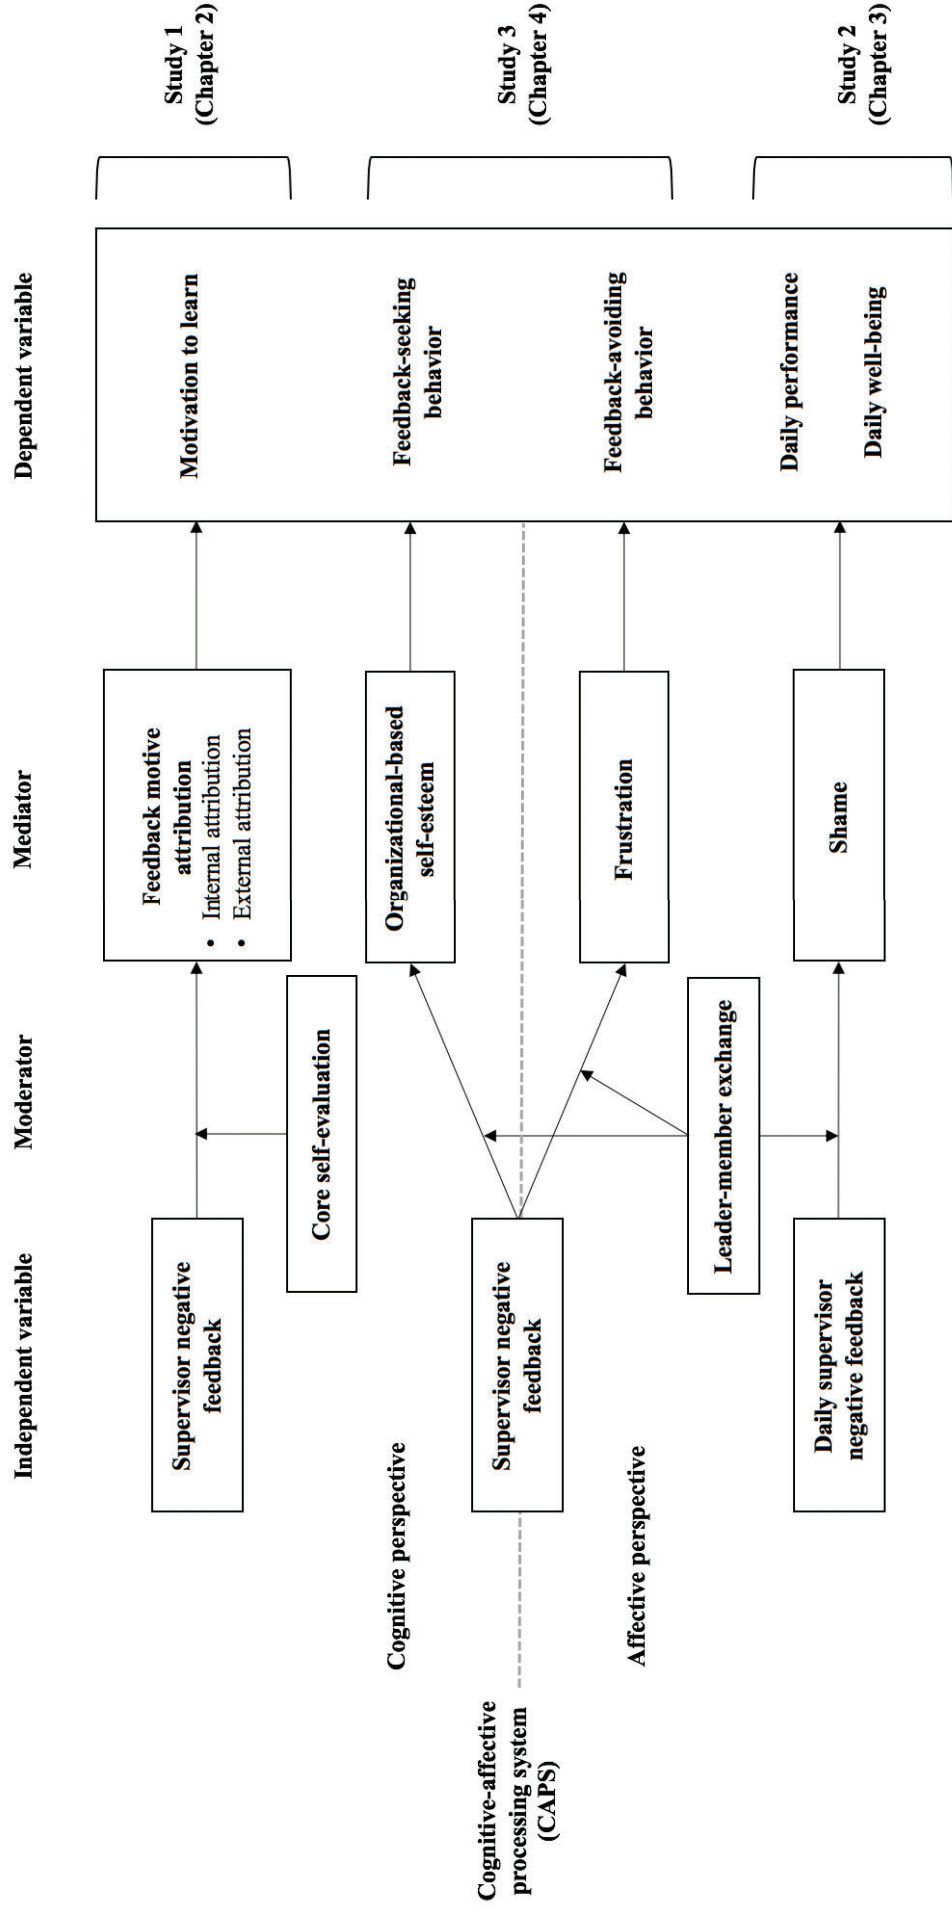 Independent variable
Moderator
Mediator
Dependent variable
Supervisor negative
feedback
Core self-evaluation
Feedback motive
attribution
• Internal attribution
• External attribution
Motivation to learn
Study 1
(Chapter 2)
Cognitive perspective
Cognitive-affective
processing system
(CAPS)
Affective perspective
Supervisor negative
feedback
Organizational-based
self-esteem
Frustration
Feedback-seeking
behavior
Feedback-avoiding
behavior
Study 3
(Chapter 4)
Leader-member exchange
Daily supervisor
negative feedback
Shame
Daily performance
Daily well-being
Study 2
(Chapter 3)